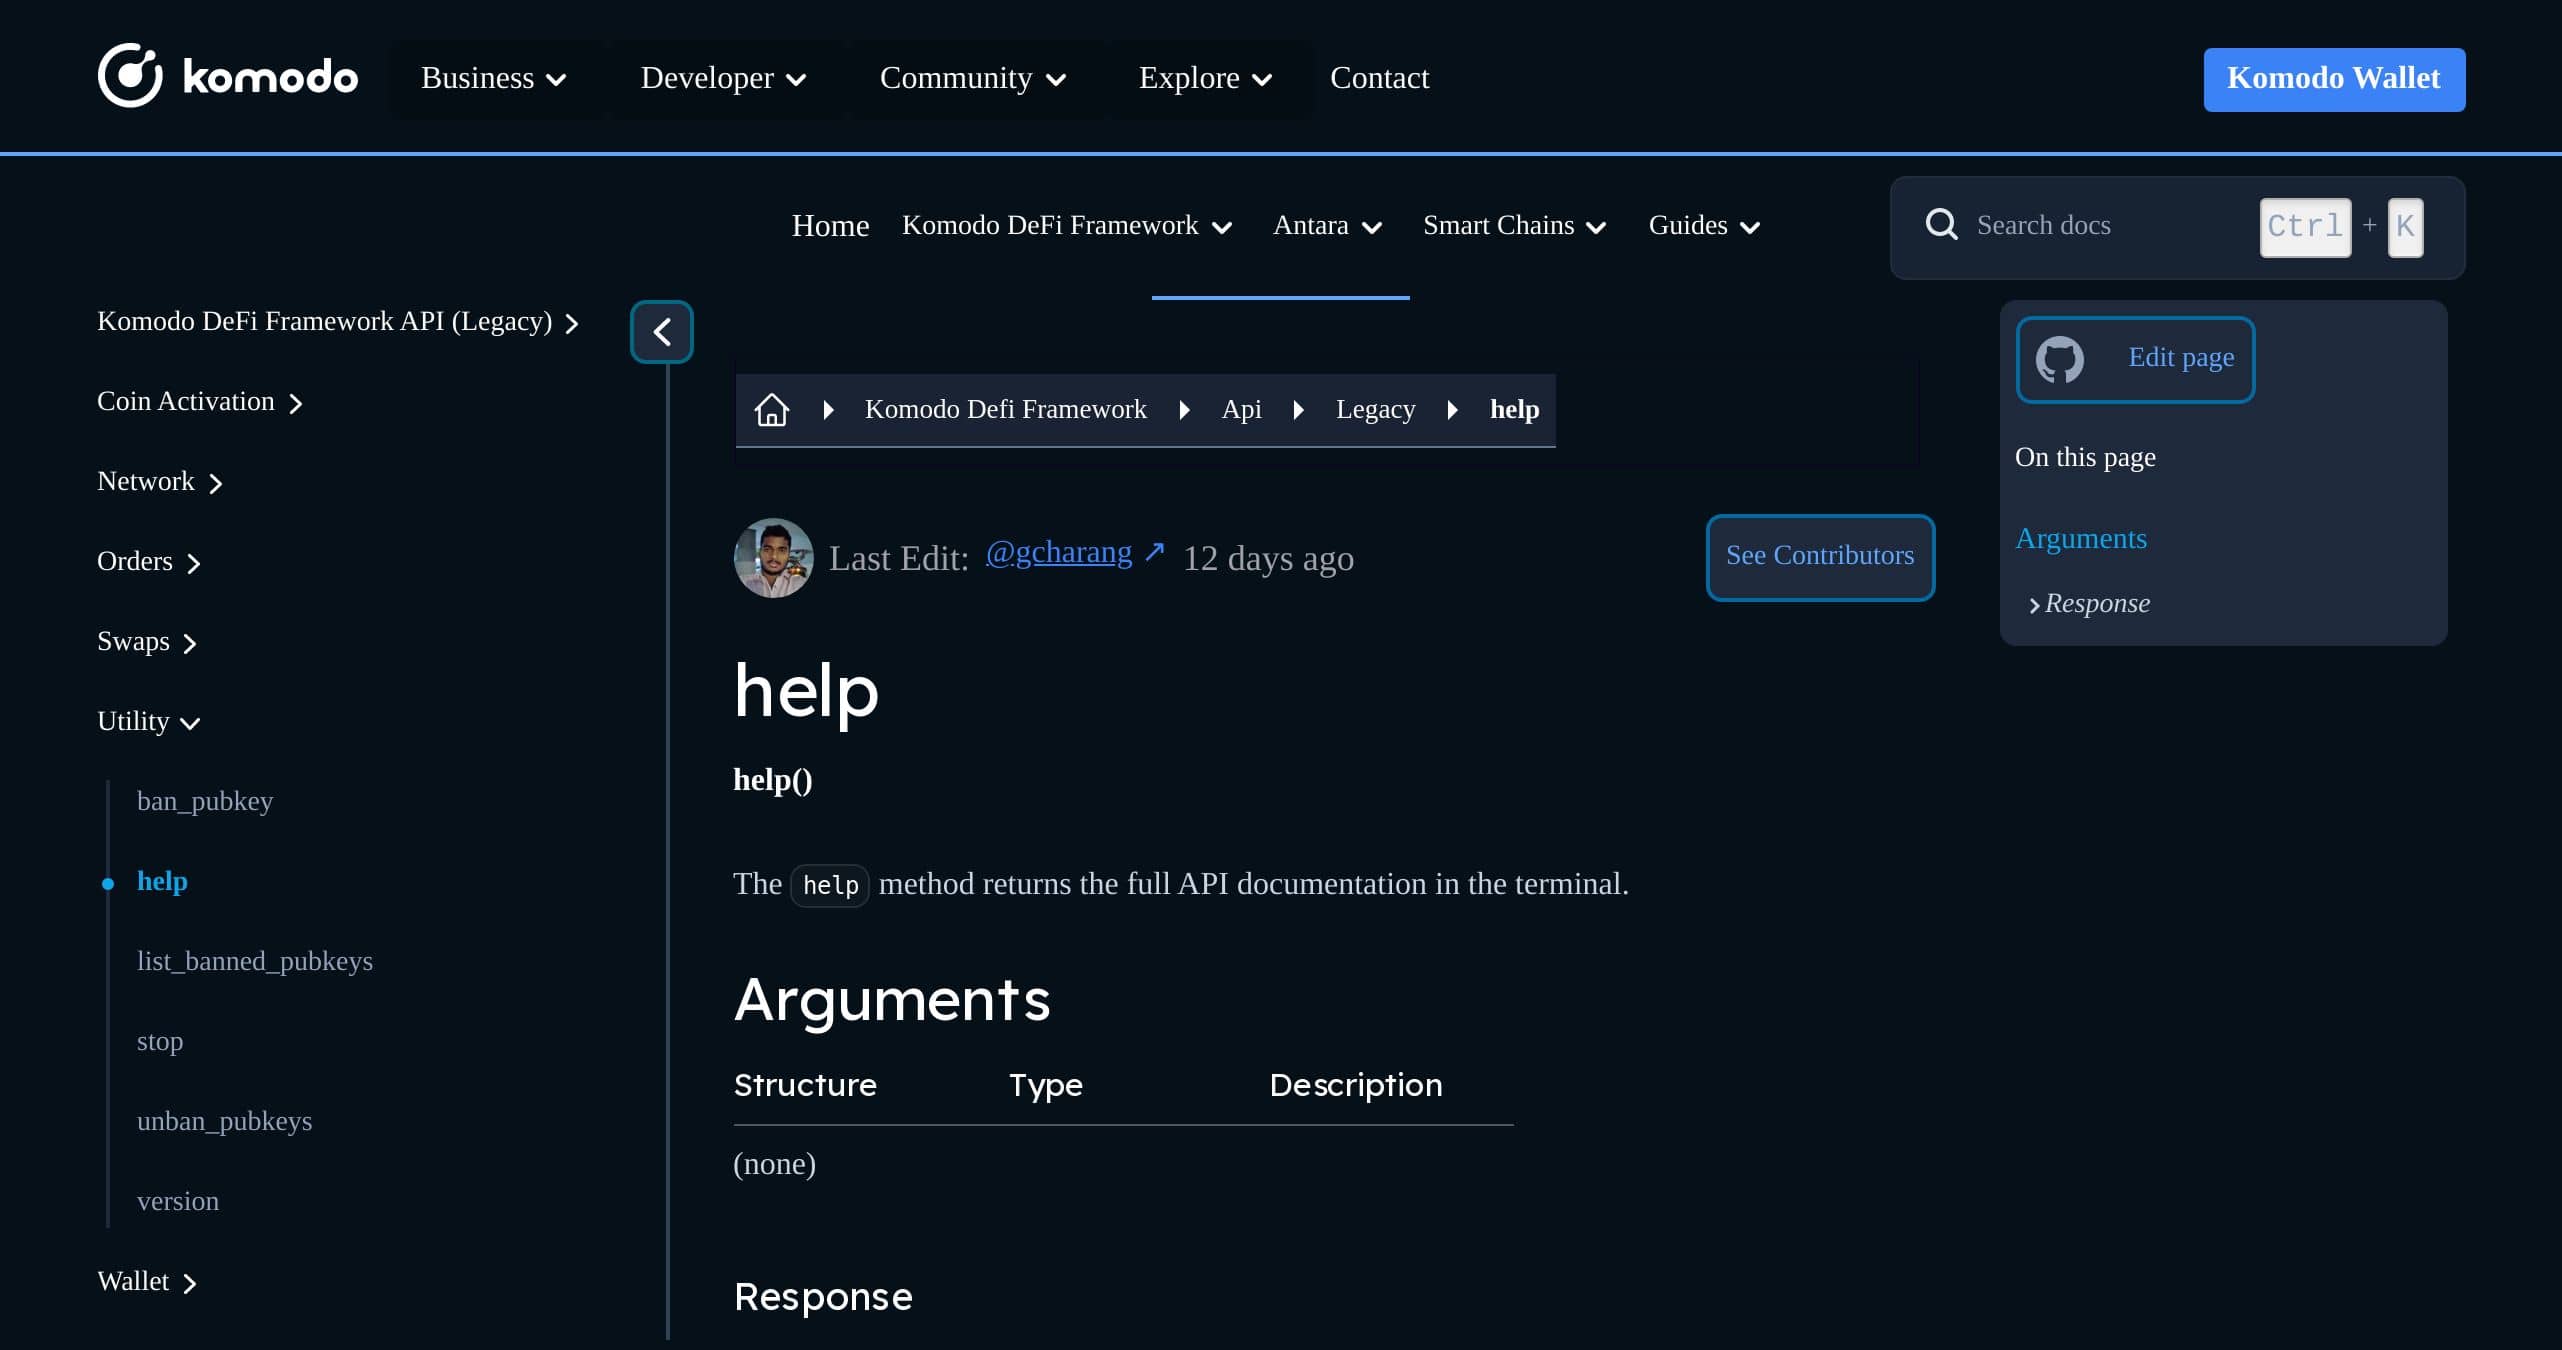 komodo Business Developer Community Explore Contact Komodo Wallet
Home Komodo DeFi Framework Antara Smart Chains Guides Search docs Ctrl + K
Komodo DeFi Framework API (Legacy)
Coin Activation
Network
Orders
Swaps
Utility
ban_pubkey
help
list_banned_pubkeys
stop
unban_pubkeys
version
Wallet
Komodo Defi Framework Api Legacy help
Last Edit: @gcharang ↗ 12 days ago See Contributors
help
help()
The help method returns the full API documentation in the terminal.
Arguments
Structure Type Description
(none)
Response
Edit page
On this page
Arguments
Response